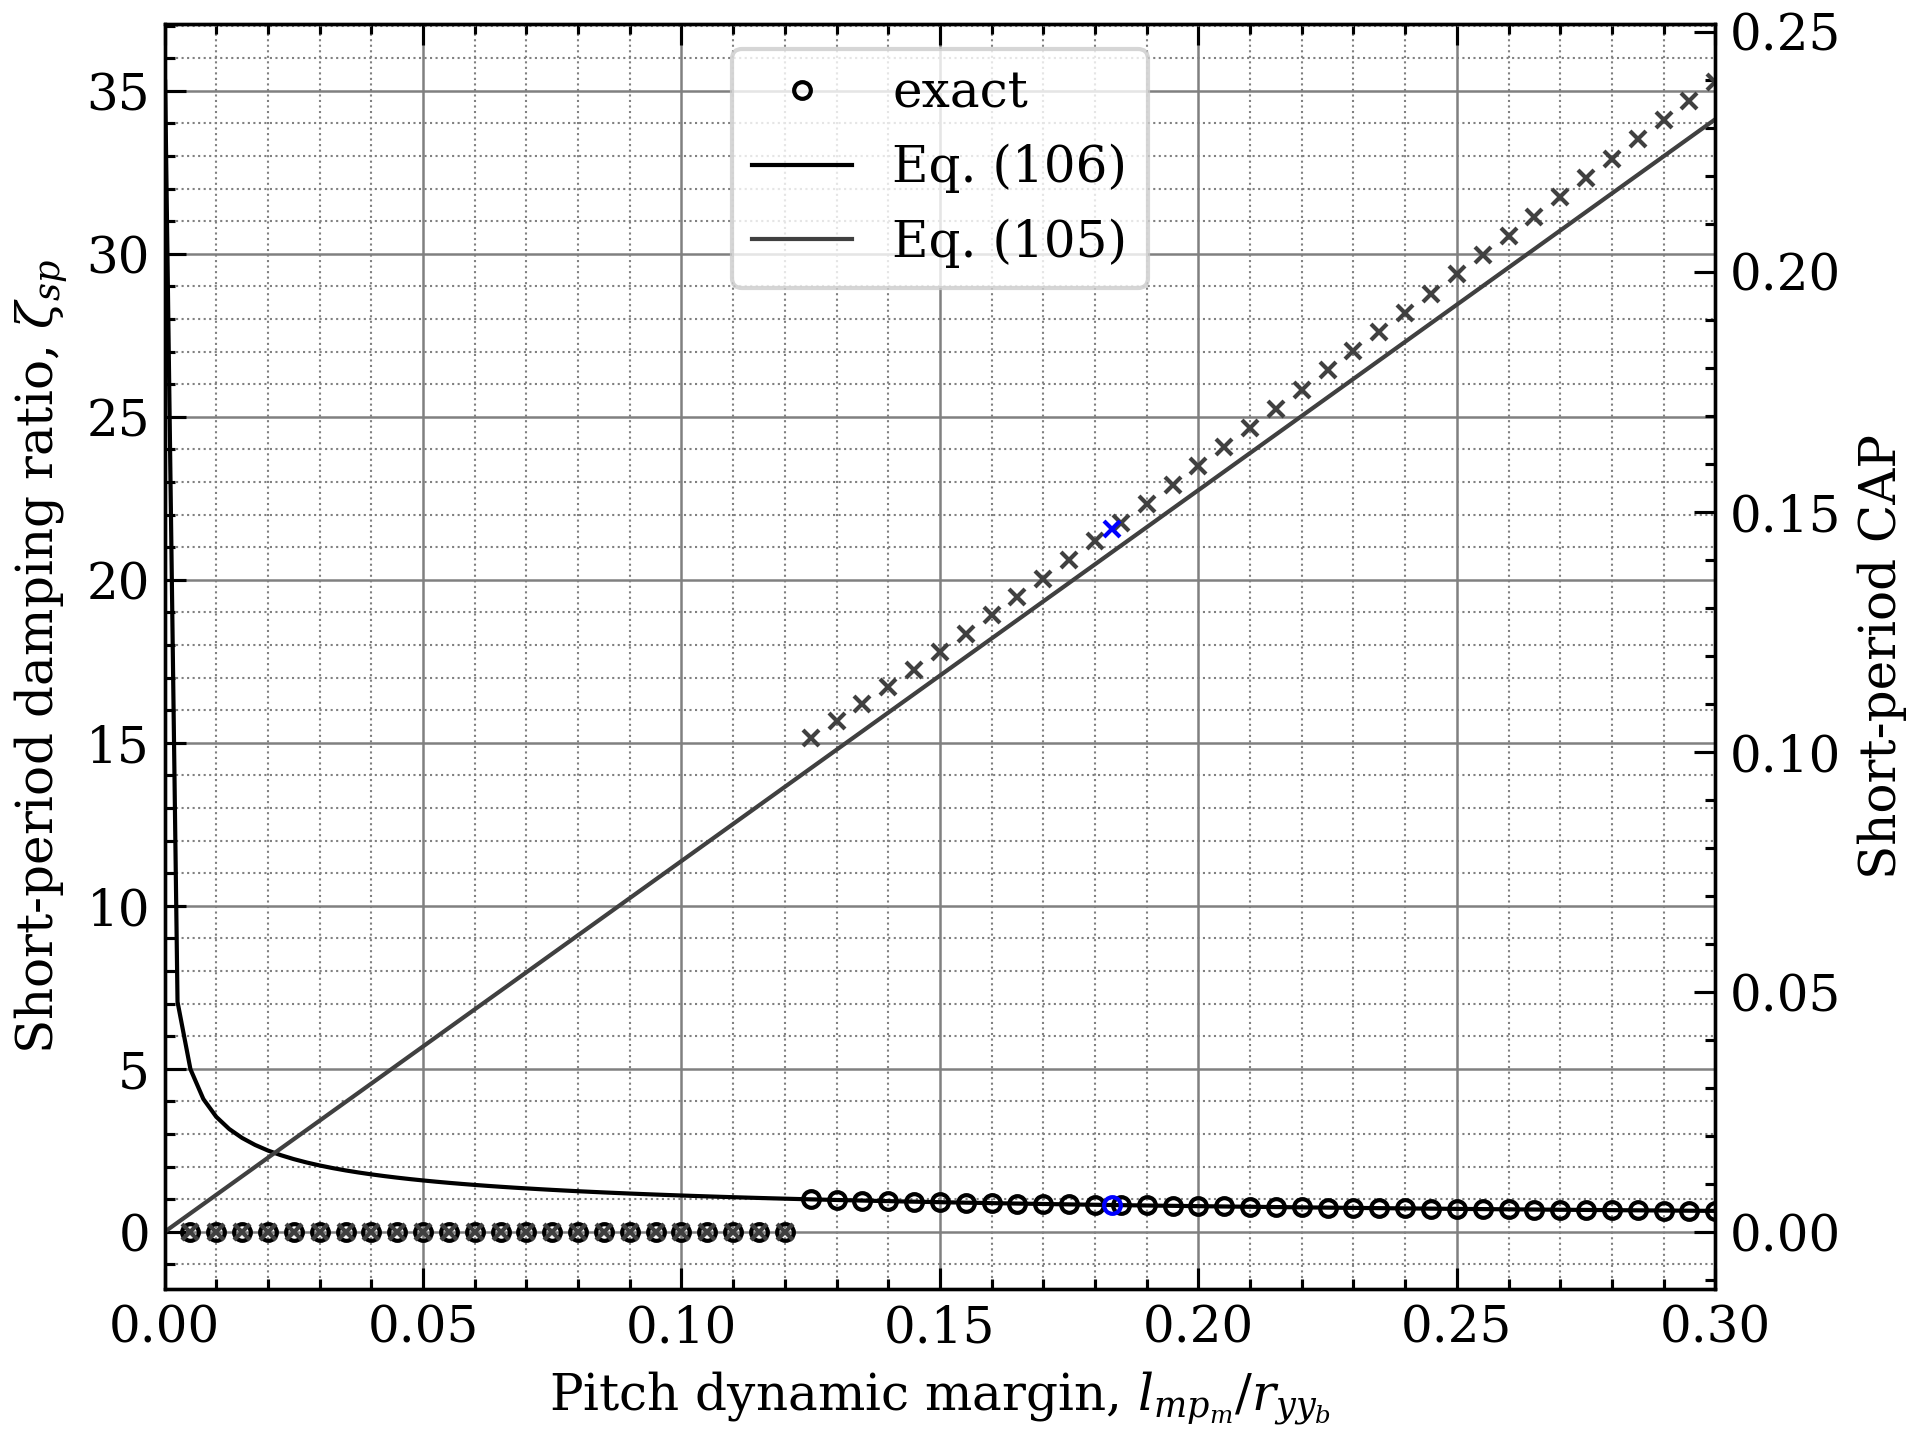 exact
Eq. (106)
Eq. (105)
Short-period damping ratio, ζsp
35
30
25
20
15
10
5
0
0.25
0.20
0.15
0.10
0.05
0.00
Short-period CAP
0.00 0.05 0.10 0.15 0.20 0.25 0.30
Pitch dynamic margin, lmpm/ryyb